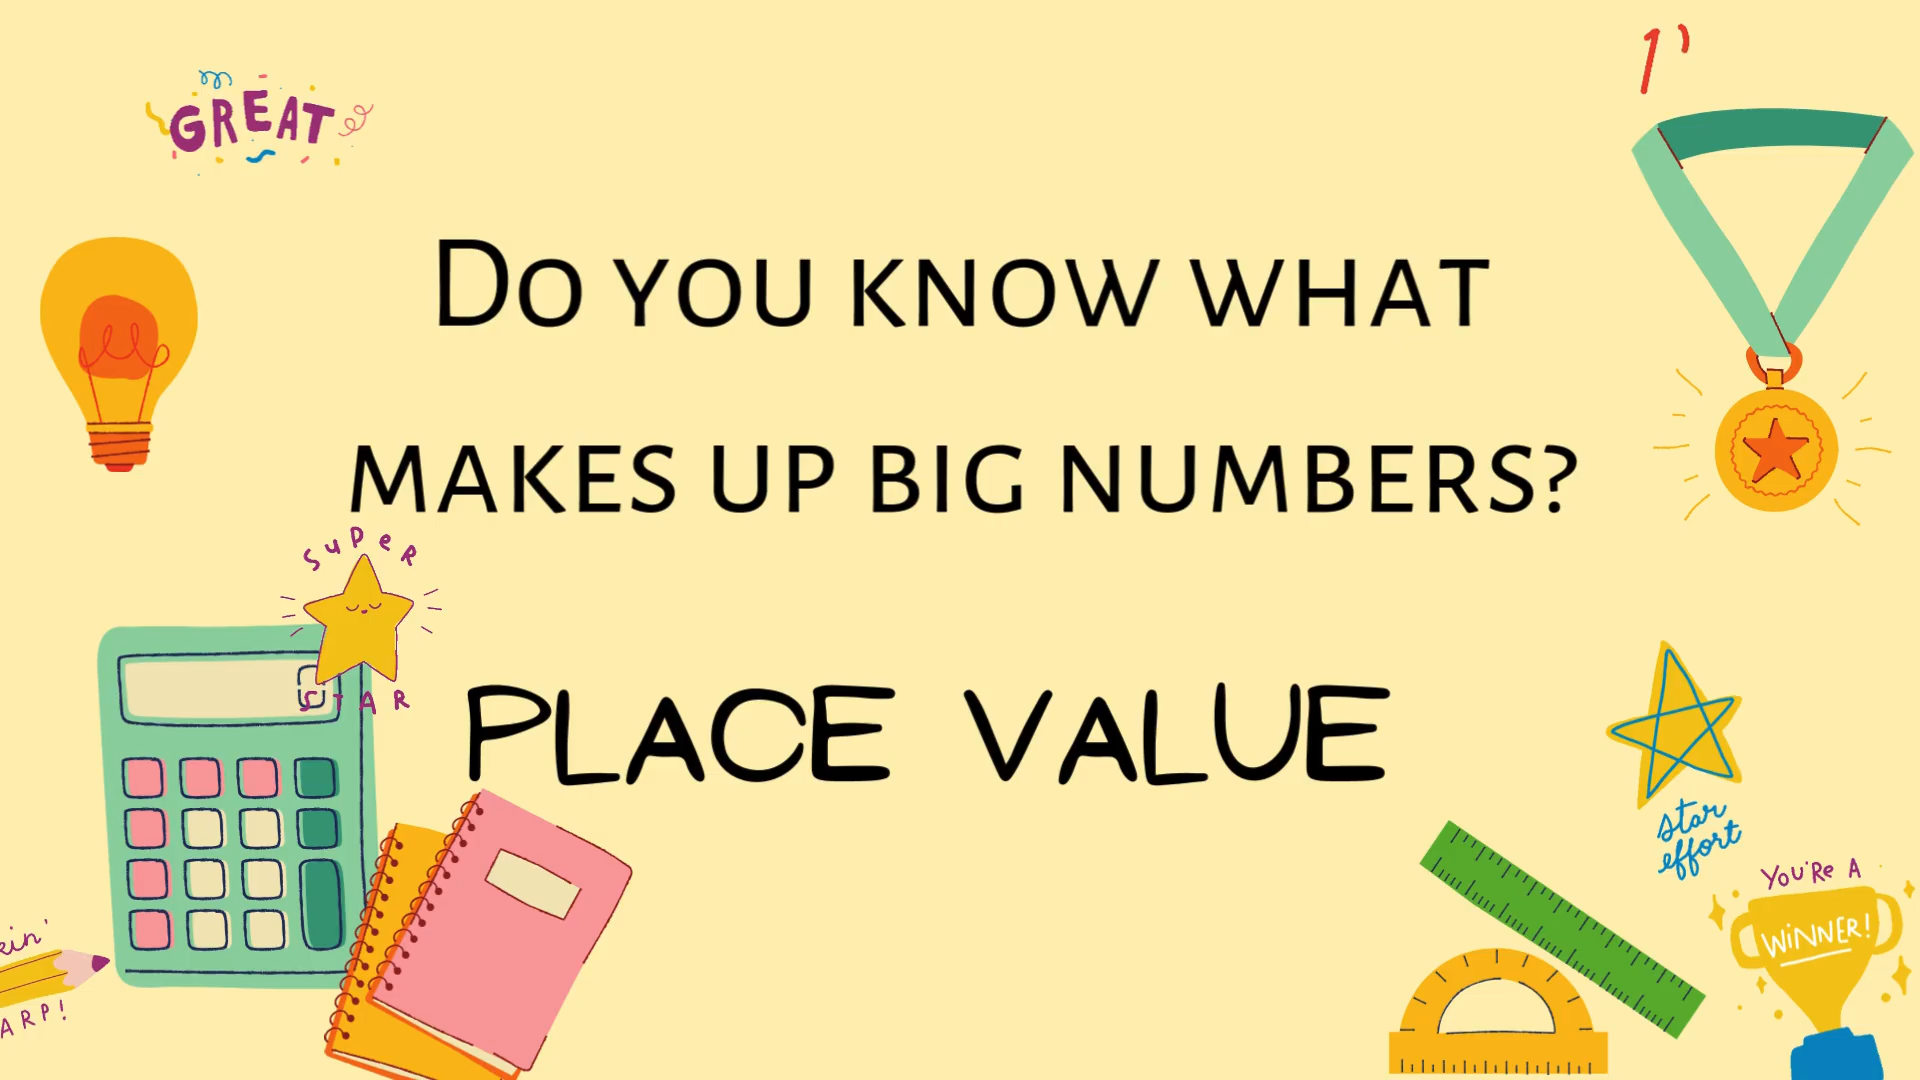 GREAT
DO YOU KNOW WHAT
MAKES UP BIG NUMBERS?
SUPER
STAR
PLACE VALUE
star
effort
YOU'RE A
WINNER!